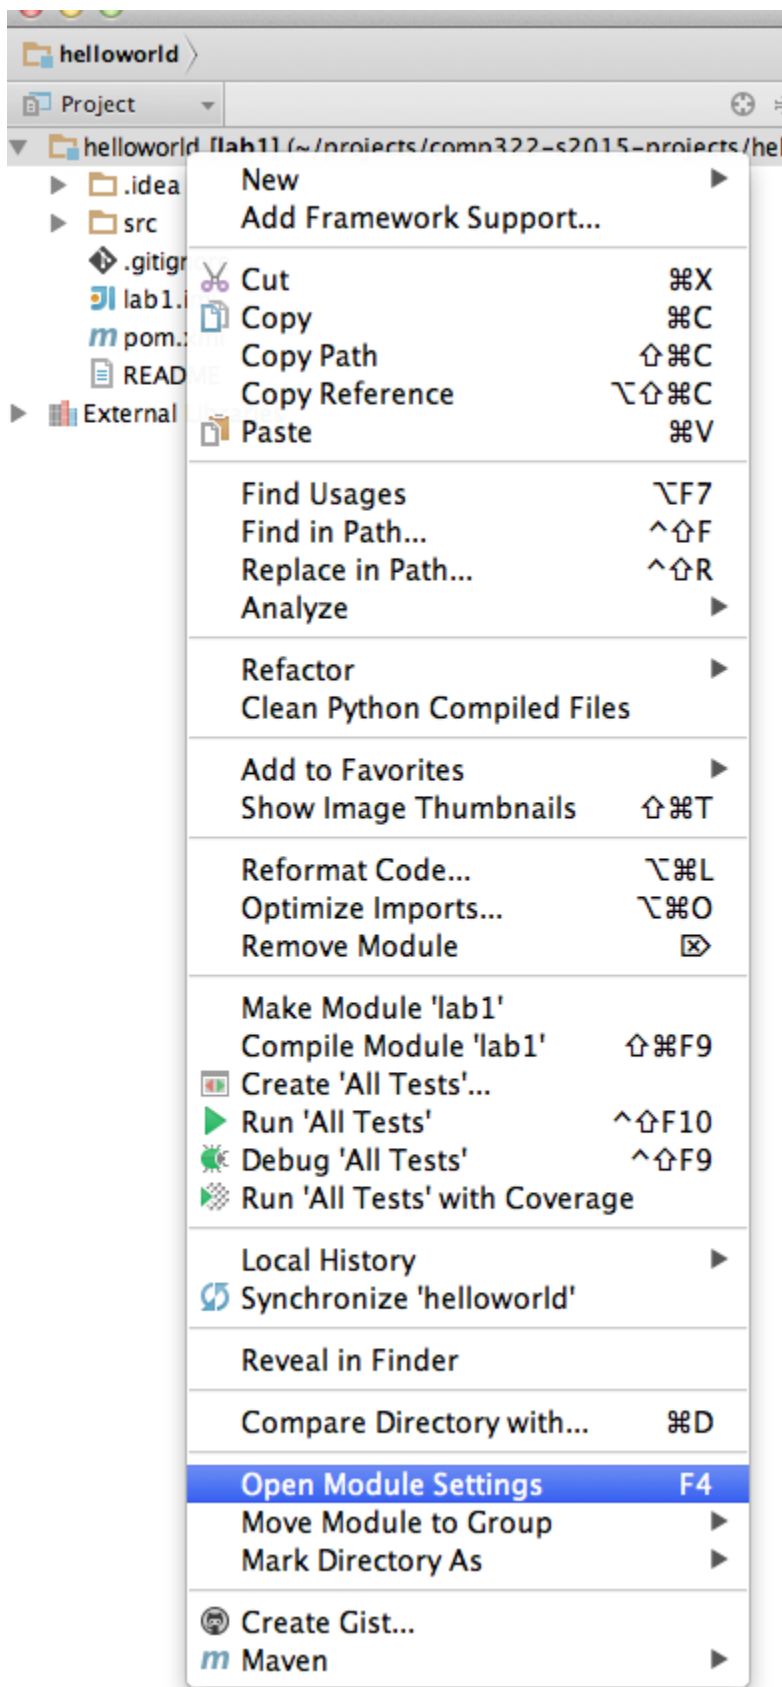 helloworld
Project
helloworld [lab1] (~/projects/comp322-s2015-projects/hel
.idea
src
.gitigr
lab1.i
pom.xml
README
External Libraries
New
Add Framework Support...
Cut ⌘X
Copy ⌘C
Copy Path ⇧⌘C
Copy Reference ⌥⇧⌘C
Paste ⌘V
Find Usages ⌥F7
Find in Path... ^⇧F
Replace in Path... ^⇧R
Analyze
Refactor
Clean Python Compiled Files
Add to Favorites
Show Image Thumbnails ⇧⌘T
Reformat Code... ⌥⌘L
Optimize Imports... ⌥⌘O
Remove Module ⌦
Make Module 'lab1'
Compile Module 'lab1' ⇧⌘F9
Create 'All Tests'...
Run 'All Tests' ^⇧F10
Debug 'All Tests' ^⇧F9
Run 'All Tests' with Coverage
Local History
Synchronize 'helloworld'
Reveal in Finder
Compare Directory with... ⌘D
Open Module Settings F4
Move Module to Group
Mark Directory As
Create Gist...
Maven